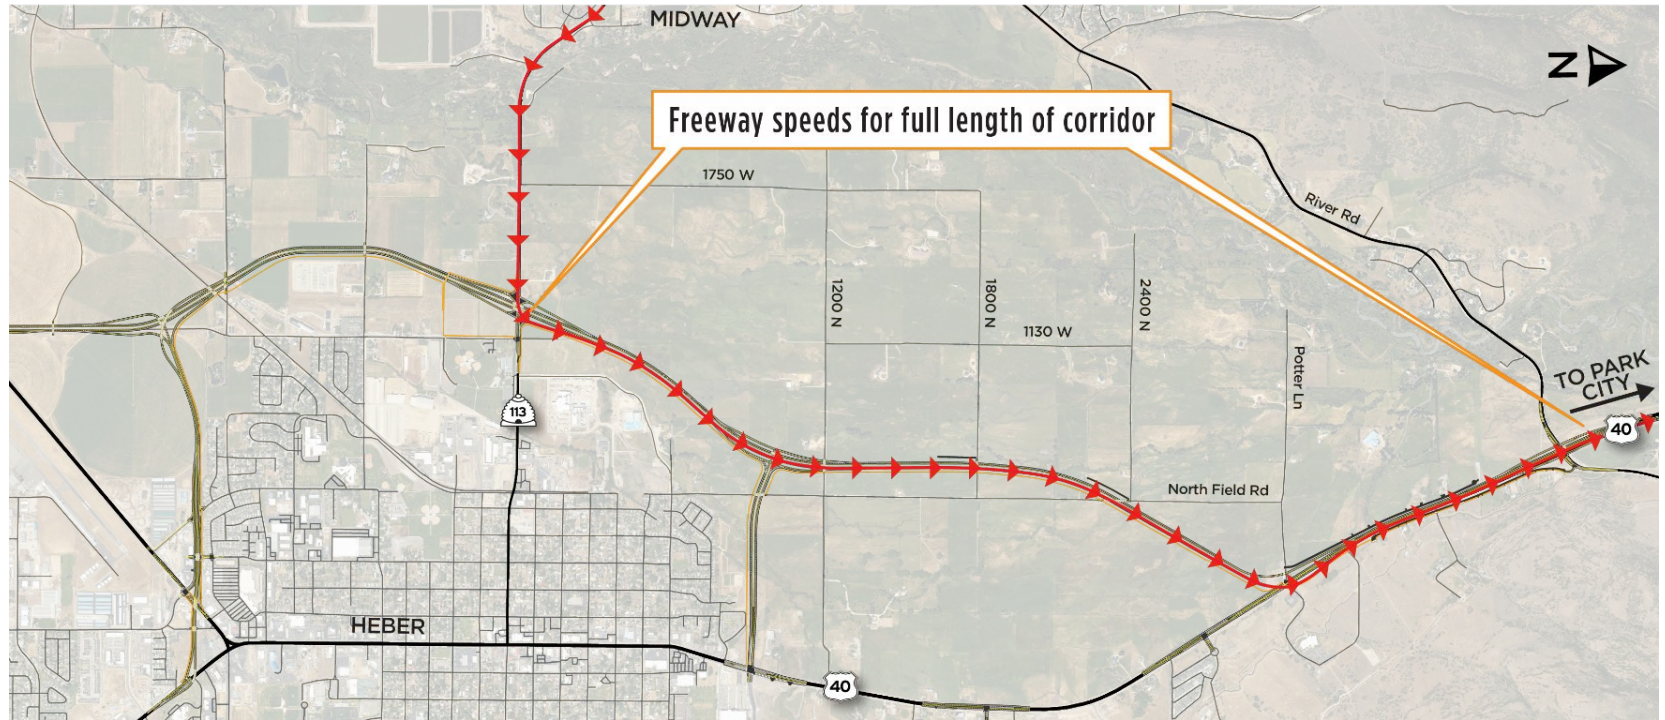 MIDWAY
N
Freeway speeds for full length of corridor
1750 W
River Rd
1200 N
1800 N
2400 N
1130 W
Potter Ln
TO PARK
CITY
113
40
North Field Rd
HEBER
40